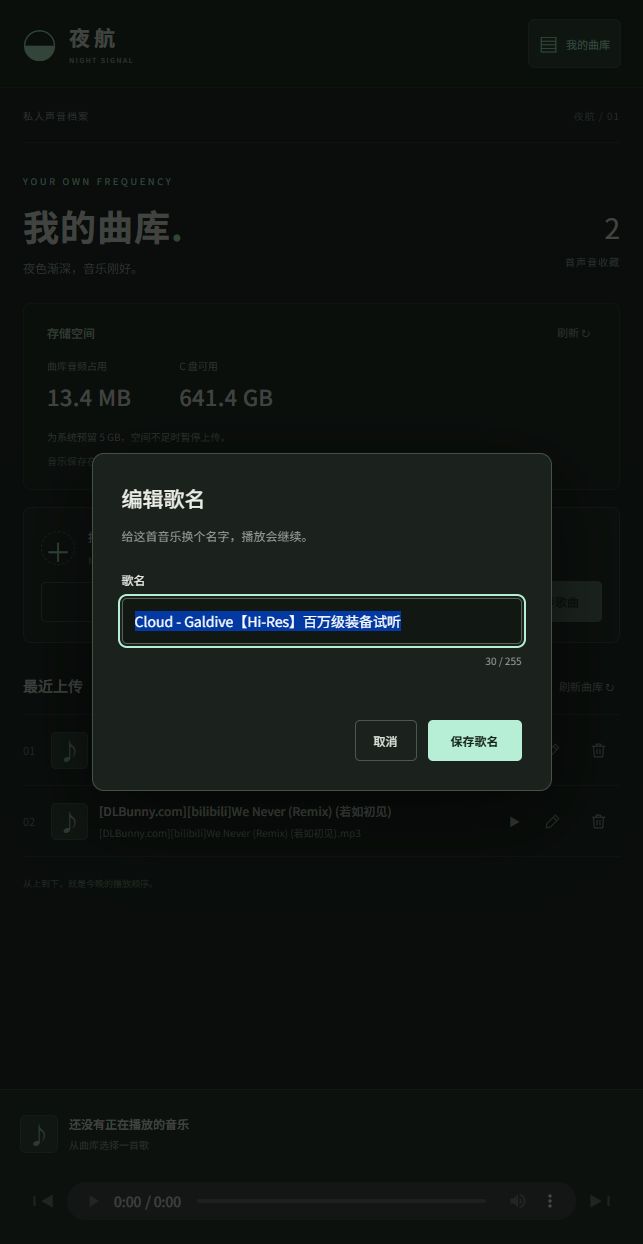 夜航
NIGHT SIGNAL
我的曲库
私人声音档案
夜航 / 01
YOUR OWN FREQUENCY
我的曲库.
2
夜色渐深，音乐刚好。
首声音收藏
存储空间
刷新 ↻
曲库音频占用
C 盘可用
13.4 MB
641.4 GB
为系统预留 5 GB，空间不足时暂停上传。
音乐保存在
编辑歌名
给这首音乐换个名字，播放会继续。
歌名
Cloud - Galdive【Hi-Res】百万级装备试听
30 / 255
取消
保存歌名
歌曲
最近上传
刷新曲库 ↻
01
02
[DLBunny.com][bilibili]We Never (Remix) (若如初见)
[DLBunny.com][bilibili]We Never (Remix) (若如初见).mp3
从上到下，就是今晚的播放顺序。
还没有正在播放的音乐
从曲库选择一首歌
0:00 / 0:00